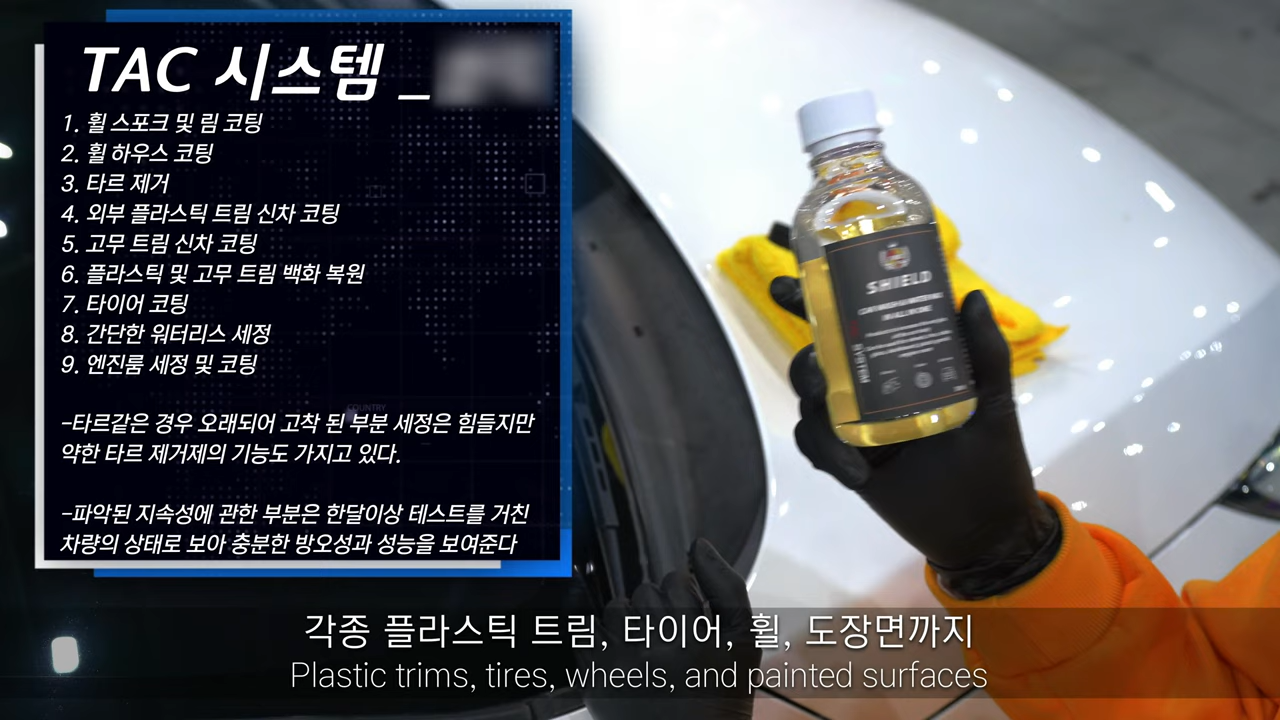 TAC 시스템 _
1. 휠 스포크 및 림 코팅
2. 휠 하우스 코팅
3. 타르 제거
4. 외부 플라스틱 트림 신차 코팅
5. 고무 트림 신차 코팅
6. 플라스틱 및 고무 트림 백화 복원
7. 타이어 코팅
8. 간단한 워터리스 세정
9. 엔진룸 세정 및 코팅
COUNTRY
-타르같은 경우 오래되어 고착 된 부분 세정은 힘들지만
약한 타르 제거제의 기능도 가지고 있다.
-파악된 지속성에 관한 부분은 한달이상 테스트를 거친
차량의 상태로 보아 충분한 방오성과 성능을 보여준다
SHIELD
SYSTEM
각종 플라스틱 트림, 타이어, 휠, 도장면까지
Plastic trims, tires, wheels, and painted surfaces